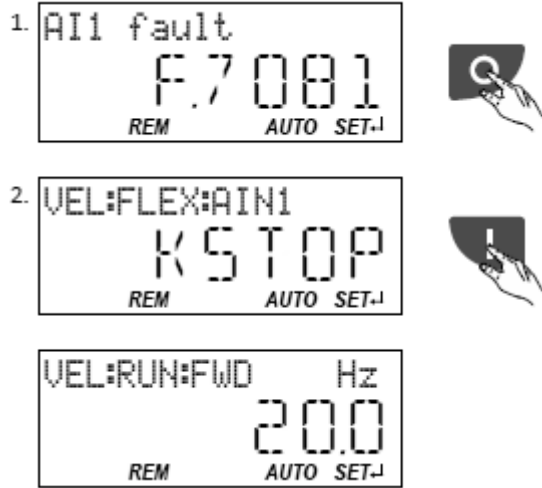 1.
AI1 fault
F.7081
REM AUTO SET↵
2.
VEL:FLEX:AIN1
KSTOP
REM AUTO SET↵
VEL:RUN:FWD Hz
20.0
REM AUTO SET↵